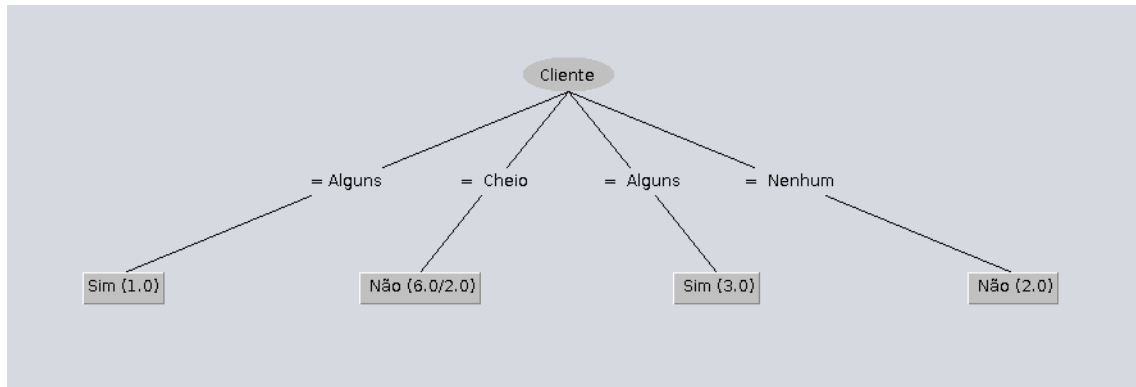 Cliente
= Alguns
= Cheio
= Alguns
= Nenhum
Sim (1.0)
Não (6.0/2.0)
Sim (3.0)
Não (2.0)